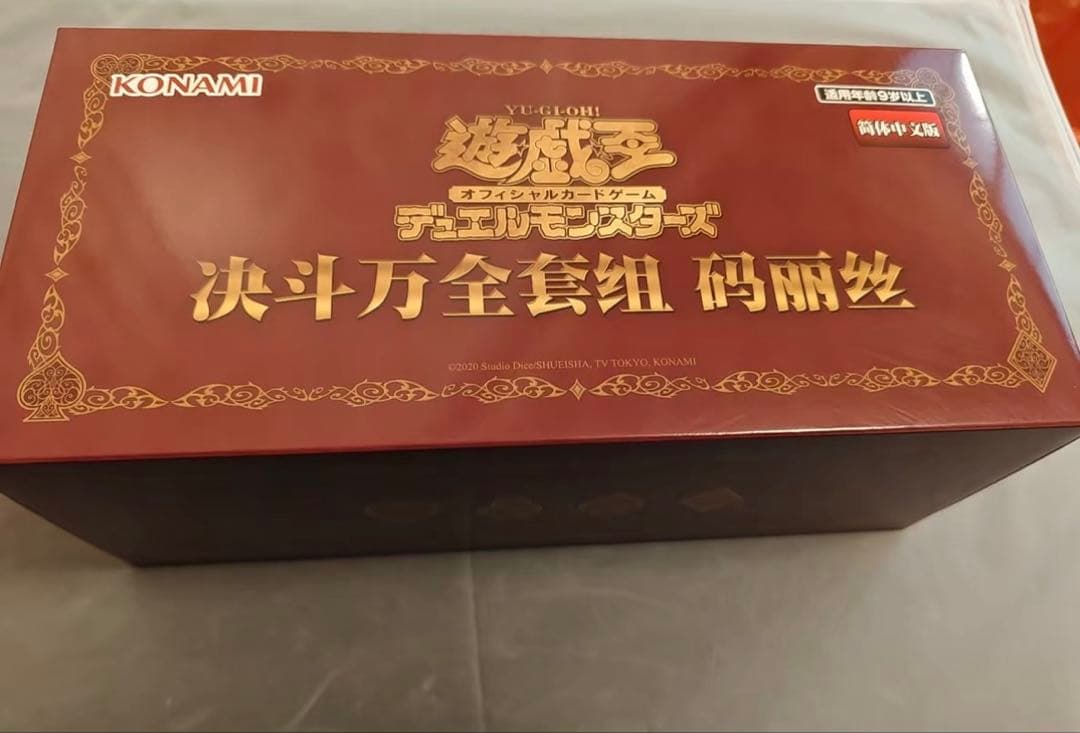 KONAMI
适用年龄9岁以上
简体中文版
YU-GI-OH!
遊戯王
オフィシャルカードゲーム
デュエルモンスターズ
决斗万全套组 码丽丝
©2020 Studio Dice/SHUEISHA, TV TOKYO, KONAMI